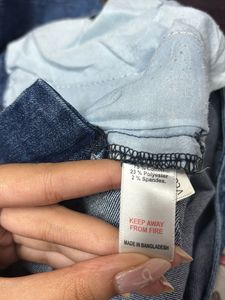 23 % Polyester
2 % Spandex.
KEEP AWAY
FROM FIRE
MADE IN BANGLADESH